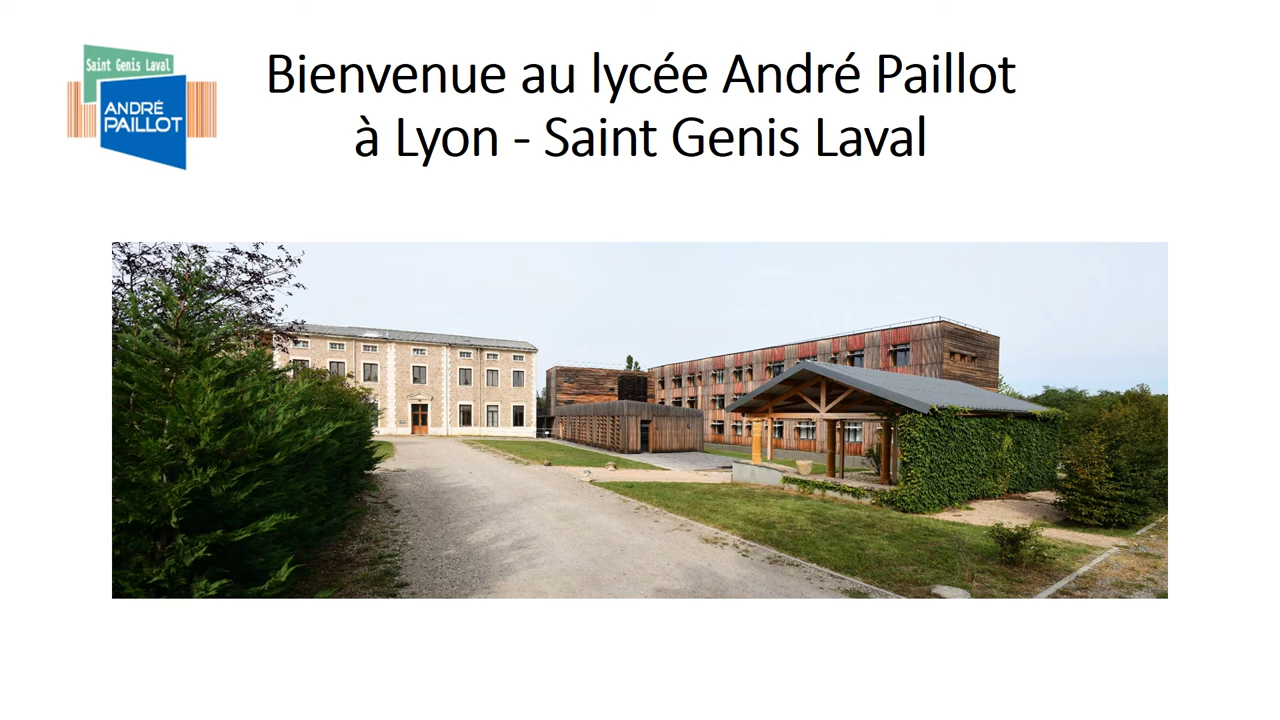 Saint Genis Laval
ANDRÉ
PAILLOT
Bienvenue au lycée André Paillot
à Lyon - Saint Genis Laval